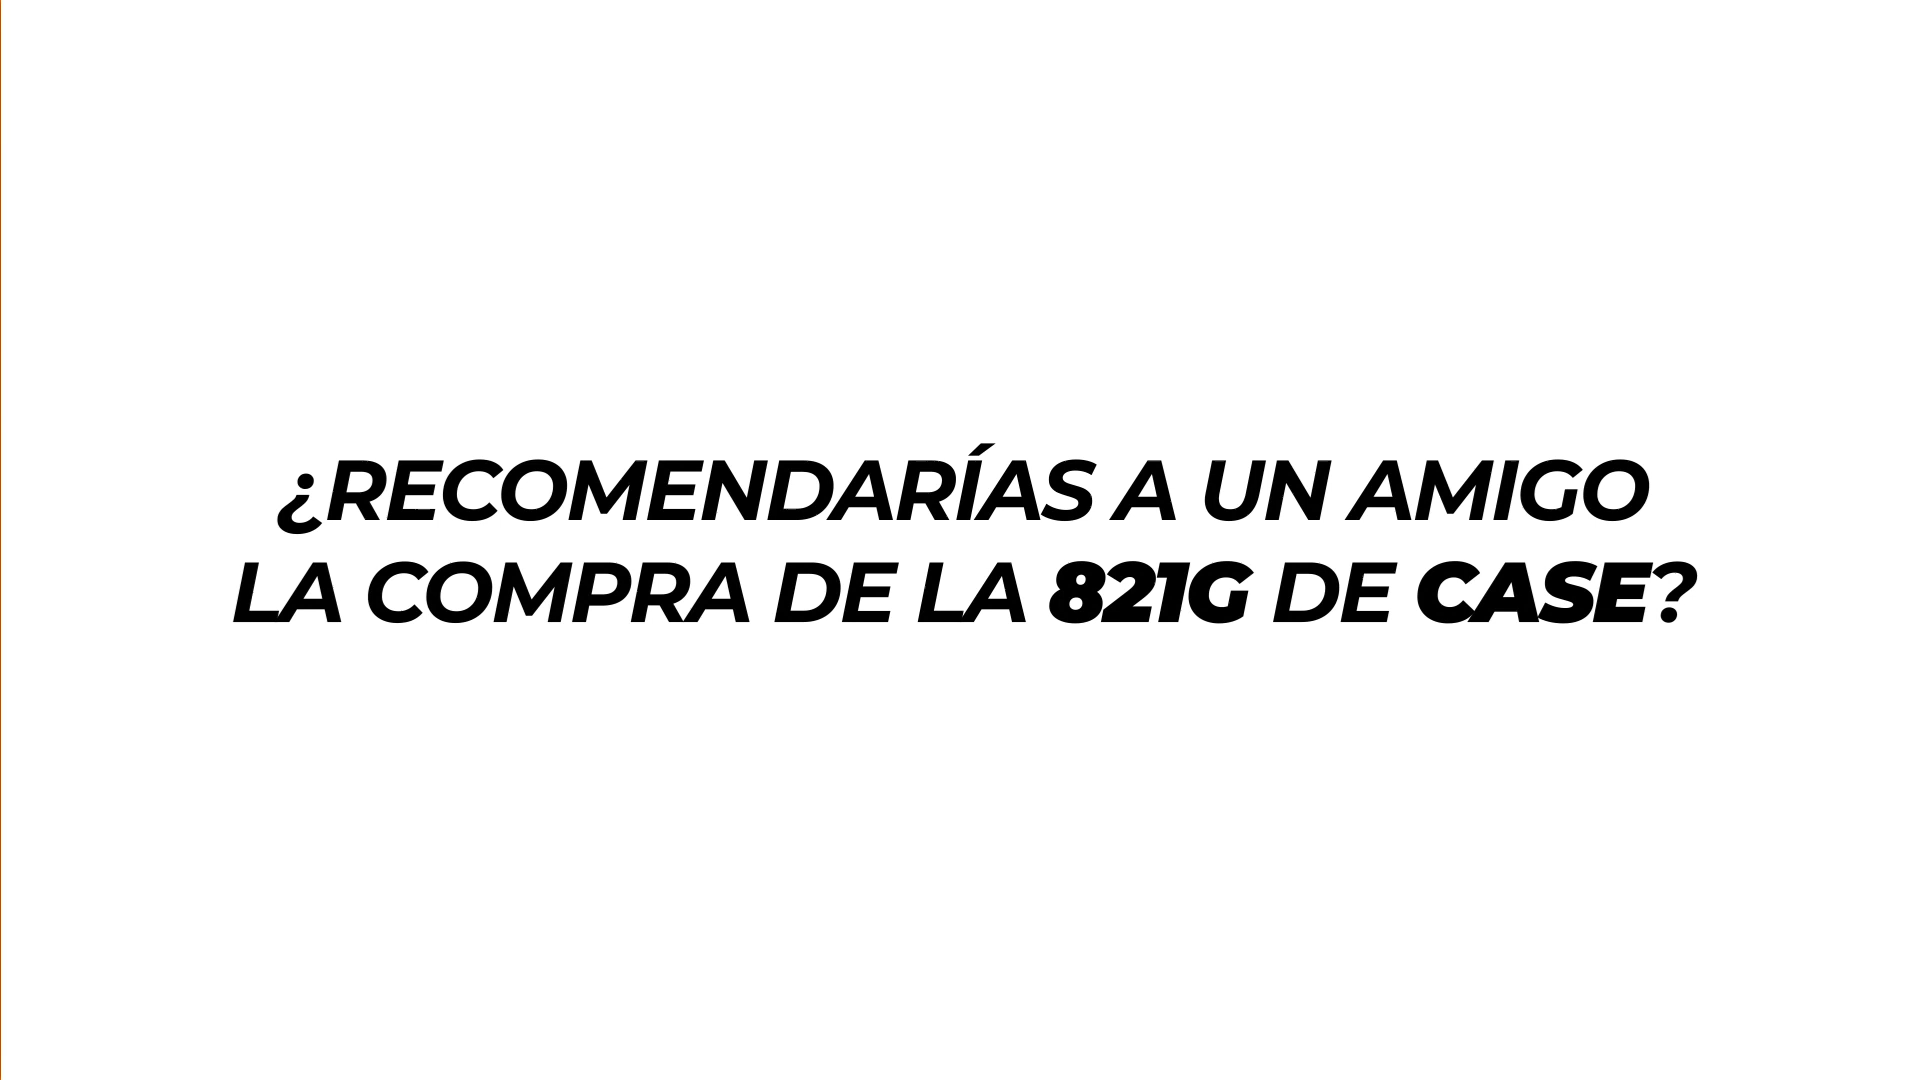 ¿RECOMENDARÍAS A UN AMIGO
LA COMPRA DE LA 821G DE CASE?